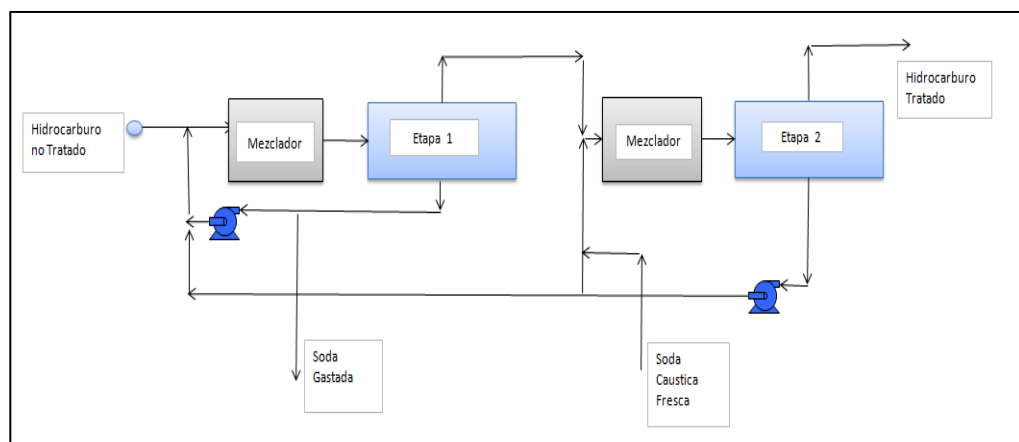 Hidrocarburo
no Tratado
Mezclador
Etapa 1
Mezclador
Etapa 2
Hidrocarburo
Tratado
Soda
Gastada
Soda
Caustica
Fresca